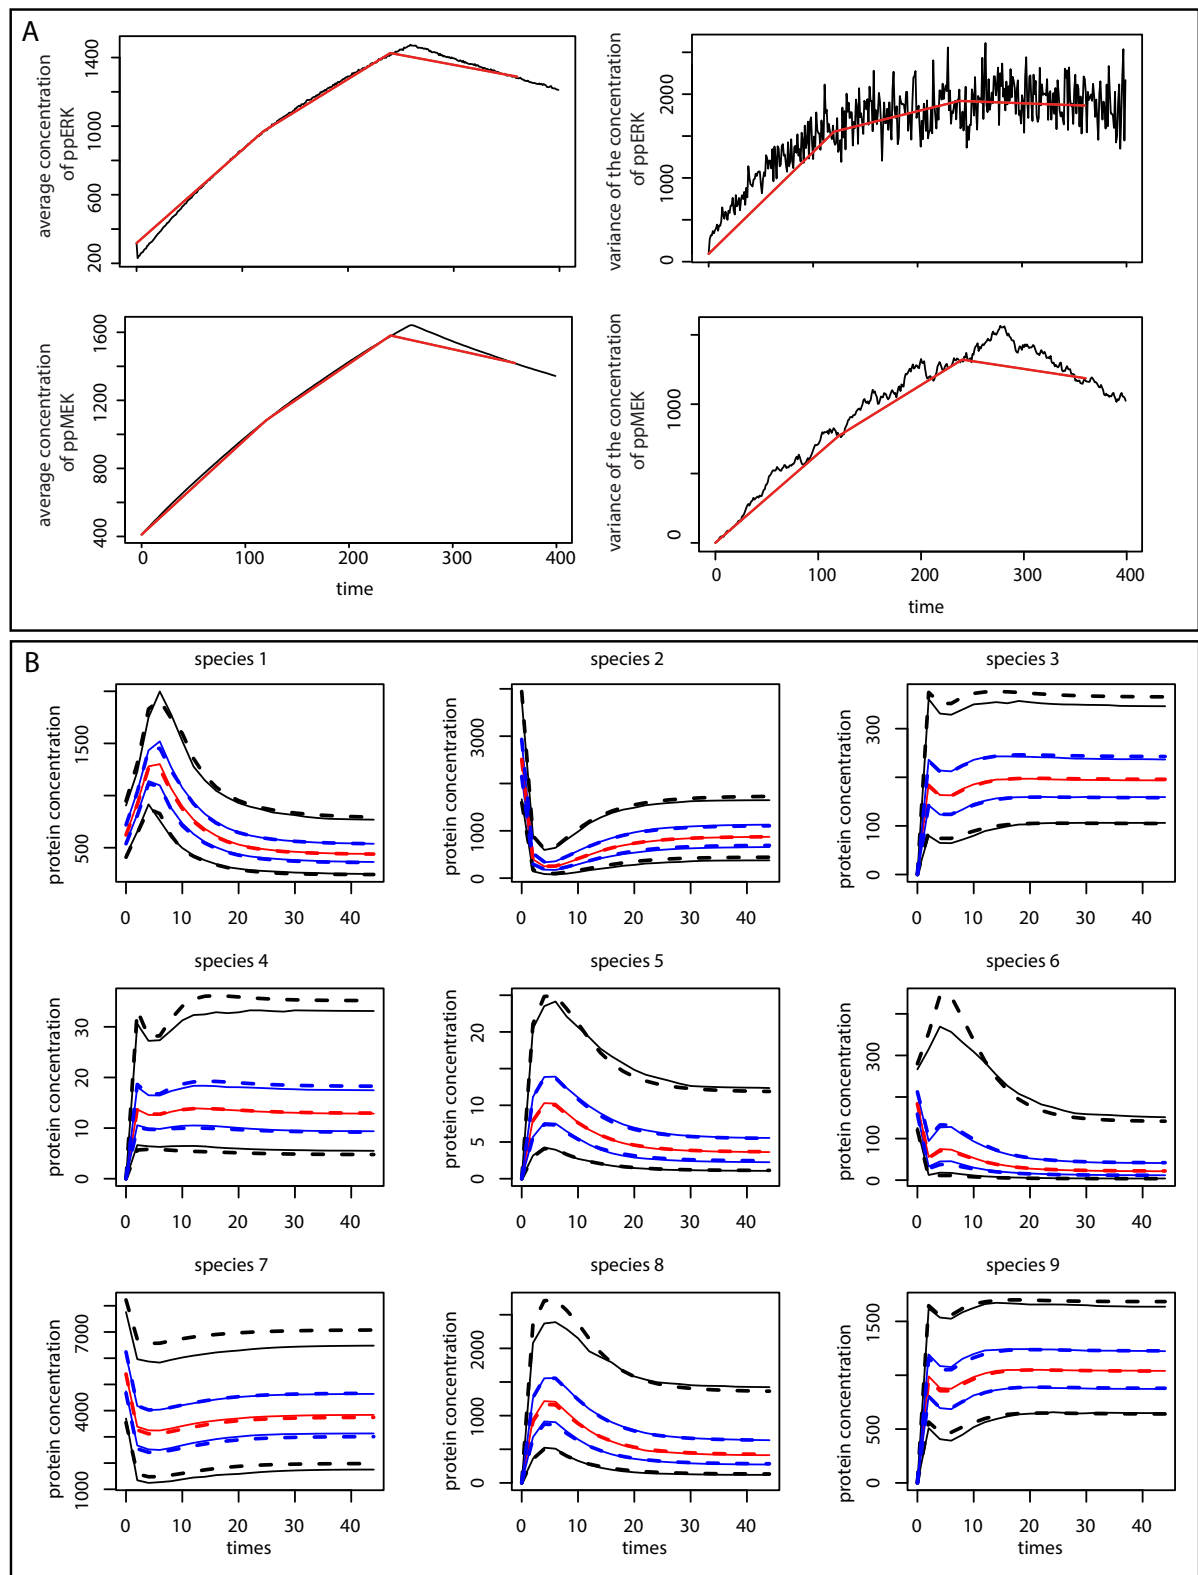 A
average concentration
of ppERK
200
600
1000
1400
variance of the concentration
of ppERK
0
1000
2000
average concentration
of ppMEK
400
800
1200
1600
0
100
200
300
400
time
variance of the concentration
of ppMEK
0
1000
0
100
200
300
400
time
B
species 1
protein concentration
500
1500
0
10
20
30
40
species 2
protein concentration
0
1000
3000
0
10
20
30
40
species 3
protein concentration
0
100
300
0
10
20
30
40
species 4
protein concentration
0
10
20
30
0
10
20
30
40
species 5
protein concentration
0
5
10
20
0
10
20
30
40
species 6
protein concentration
0
100
300
0
10
20
30
40
species 7
protein concentration
1000
4000
7000
0
10
20
30
40
times
species 8
protein concentration
0
1000
2000
0
10
20
30
40
times
species 9
protein concentration
0
500
1500
0
10
20
30
40
times